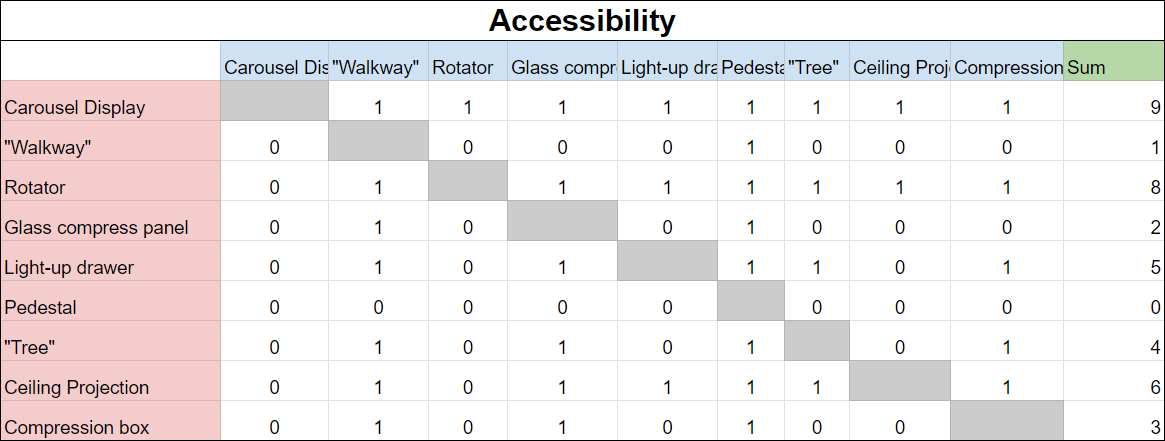 Accessibility
Carousel Dis "Walkway" Rotator Glass compre Light-up dra Pedesta "Tree" Ceiling Proj Compression Sum
Carousel Display 1 1 1 1 1 1 1 1 9
"Walkway" 0 0 0 0 1 0 0 0 1
Rotator 0 1 1 1 1 1 1 1 8
Glass compress panel 0 1 0 0 1 0 0 0 2
Light-up drawer 0 1 0 1 1 1 0 1 5
Pedestal 0 0 0 0 0 0 0 0 0
"Tree" 0 1 0 1 0 1 0 1 4
Ceiling Projection 0 1 0 1 1 1 1 1 6
Compression box 0 1 0 1 0 1 0 0 3